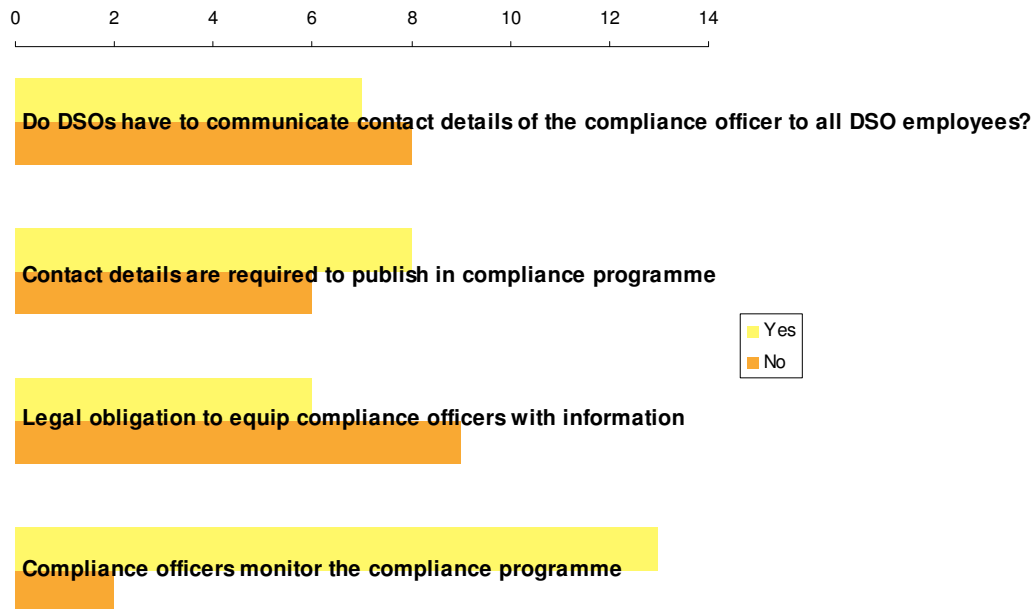 0 2 4 6 8 10 12 14
Do DSOs have to communicate contact details of the compliance officer to all DSO employees?
Contact details are required to publish in compliance programme
Yes
No
Legal obligation to equip compliance officers with information
Compliance officers monitor the compliance programme